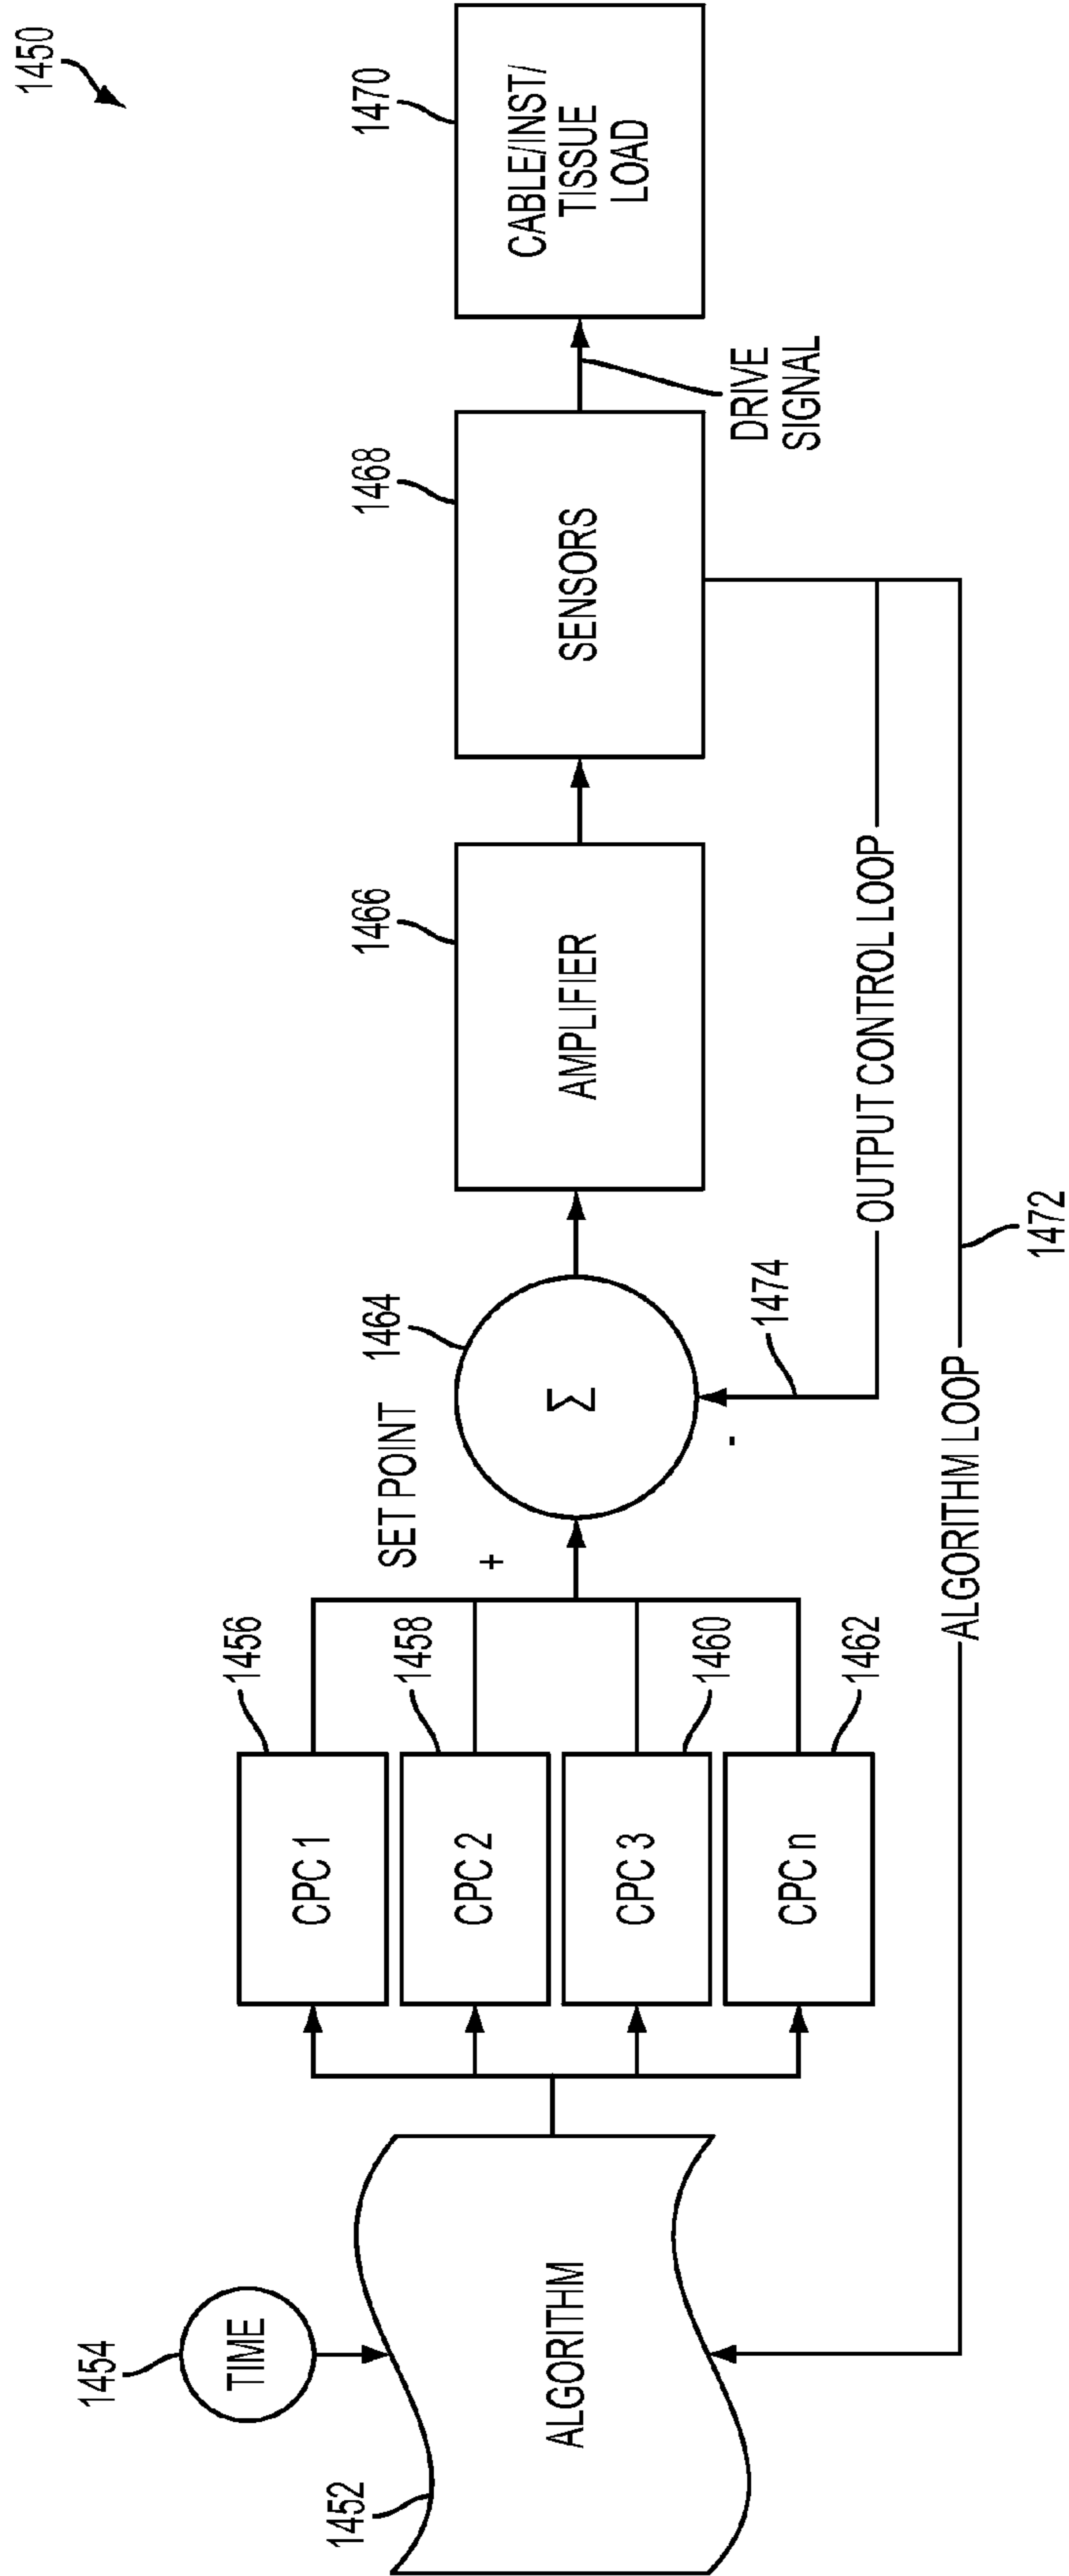 1450
1454
TIME
1452
ALGORITHM
CPC 1
1456
CPC 2
1458
CPC 3
1460
CPC n
1462
SET POINT
+
-
1464
Σ
1474
1466
AMPLIFIER
1468
SENSORS
DRIVE
SIGNAL
1470
CABLE/INST/
TISSUE
LOAD
OUTPUT CONTROL LOOP
ALGORITHM LOOP
1472